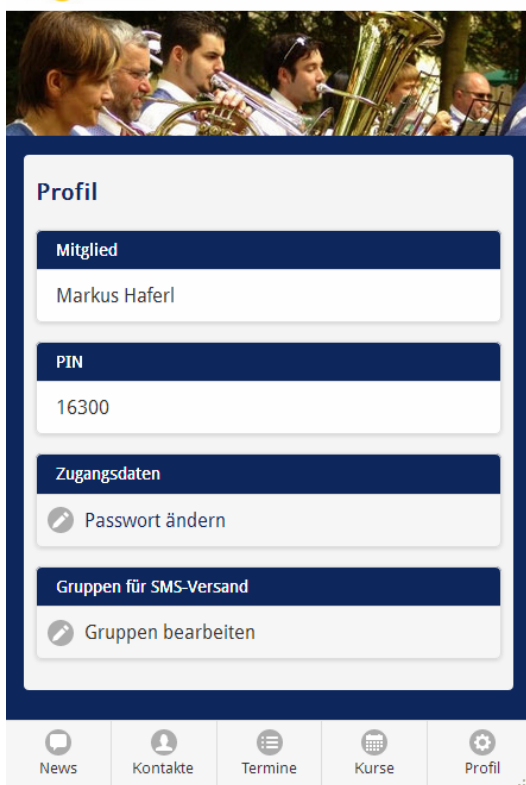 Profil
Mitglied
Markus Haferl
PIN
16300
Zugangsdaten
Passwort ändern
Gruppen für SMS-Versand
Gruppen bearbeiten
News
Kontakte
Termine
Kurse
Profil